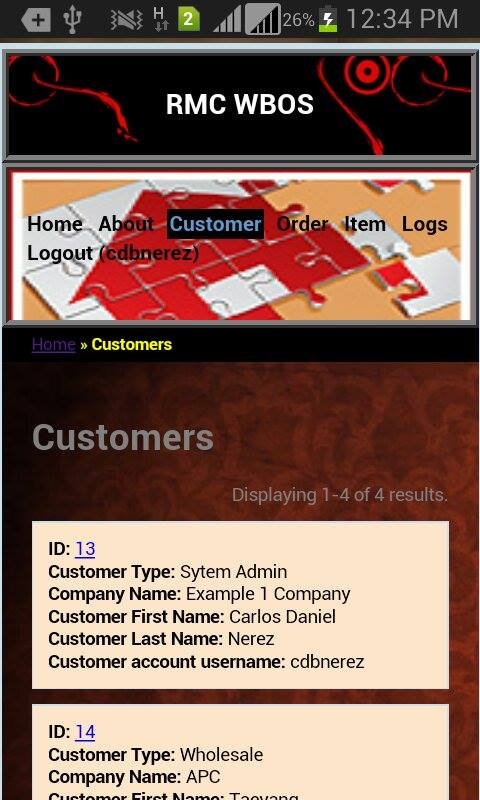 H 2 26% 12:34 PM
RMC WBOS
Home About Customer Order Item Logs
Logout (cdbnerez)
Home » Customers
Customers
Displaying 1-4 of 4 results.
ID: 13
Customer Type: Sytem Admin
Company Name: Example 1 Company
Customer First Name: Carlos Daniel
Customer Last Name: Nerez
Customer account username: cdbnerez
ID: 14
Customer Type: Wholesale
Company Name: APC
Customer First Name: Taeyang